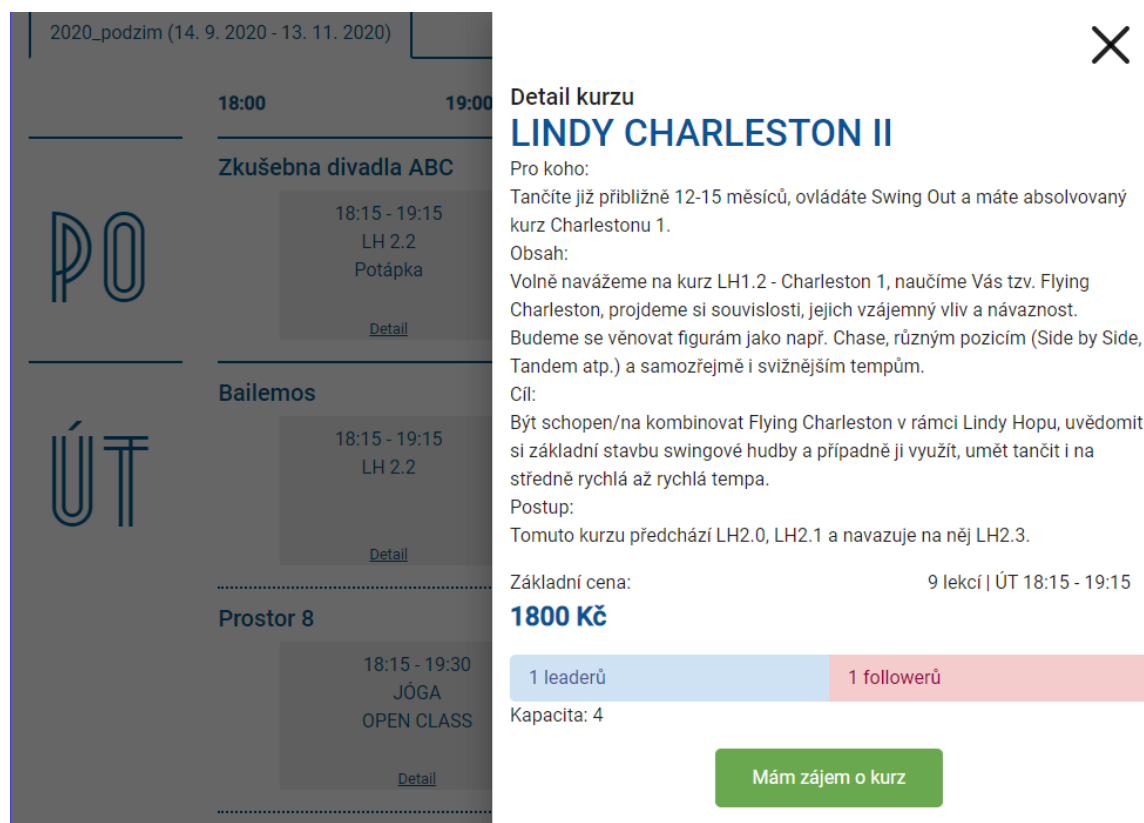 2020_podzim (14. 9. 2020 - 13. 11. 2020)
18:00
19:00
PO
Zkušebna divadla ABC
18:15 - 19:15
LH 2.2
Potápka
Detail
ÚT
Bailemos
18:15 - 19:15
LH 2.2
Detail
Prostor 8
18:15 - 19:30
JÓGA
OPEN CLASS
Detail
Detail kurzu
LINDY CHARLESTON II
Pro koho:
Tančíte již přibližně 12-15 měsíců, ovládáte Swing Out a máte absolvovaný
kurz Charlestonu 1.
Obsah:
Volně navážeme na kurz LH1.2 - Charleston 1, naučíme Vás tzv. Flying
Charleston, projdeme si souvislosti, jejich vzájemný vliv a návaznost.
Budeme se věnovat figurám jako např. Chase, různým pozicím (Side by Side,
Tandem atp.) a samozřejmě i svižnějším tempům.
Cíl:
Být schopen/na kombinovat Flying Charleston v rámci Lindy Hopu, uvědomit
si základní stavbu swingové hudby a případně ji využít, umět tančit i na
středně rychlá až rychlá tempa.
Postup:
Tomuto kurzu předchází LH2.0, LH2.1 a navazuje na něj LH2.3.
Základní cena:
9 lekcí | ÚT 18:15 - 19:15
1800 Kč
1 leaderů
1 followerů
Kapacita: 4
Mám zájem o kurz